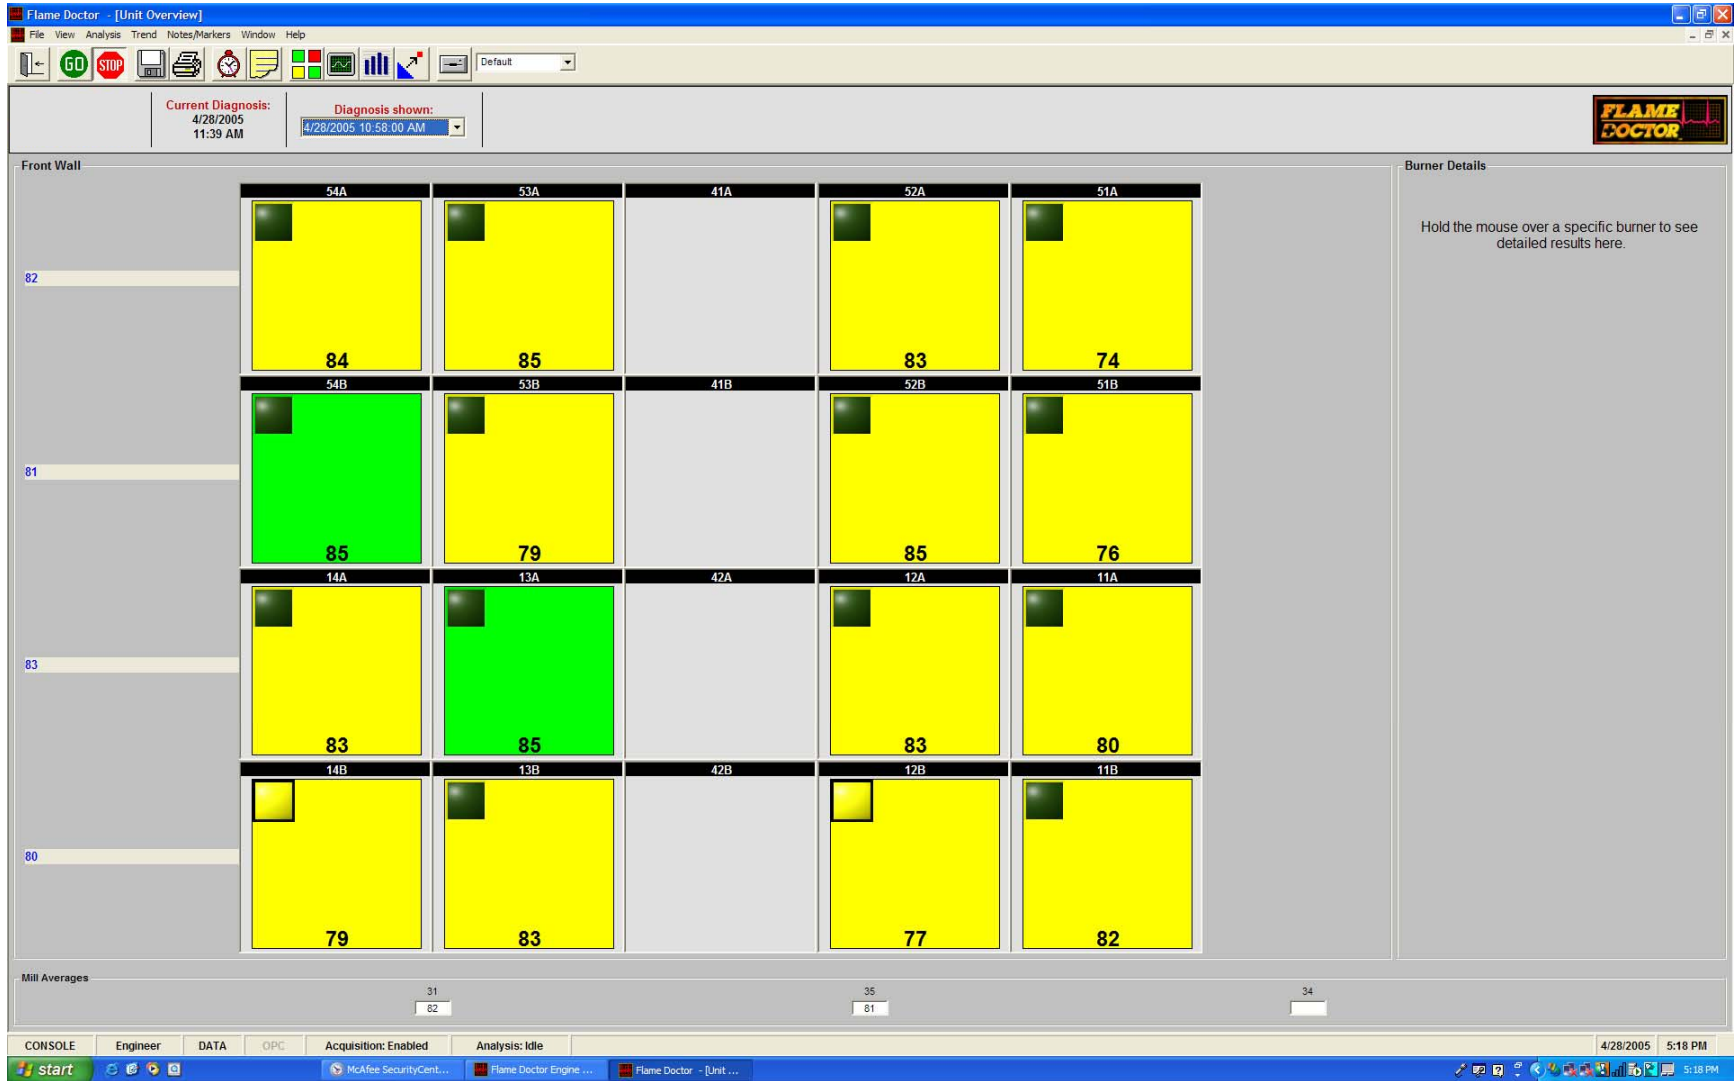 Flame Doctor - [Unit Overview]
File View Analysis Trend Notes/Markers Window Help
GO STOP Default
Current Diagnosis:
4/28/2005
11:39 AM
Diagnosis shown:
4/28/2005 10:58:00 AM
FLAME
DOCTOR
Front Wall
Burner Details
Hold the mouse over a specific burner to see
detailed results here.
54A 53A 41A 52A 51A
82
84 85 83 74
54B 53B 41B 52B 51B
81
85 79 85 76
14A 13A 42A 12A 11A
83
83 85 83 80
14B 13B 42B 12B 11B
80
79 83 77 82
Mill Averages
31 35 34
82 81
CONSOLE Engineer DATA OPC Acquisition: Enabled Analysis: Idle 4/28/2005 5:18 PM
start McAfee SecurityCent... Flame Doctor Engine ... Flame Doctor - [Unit ... 5:18 PM